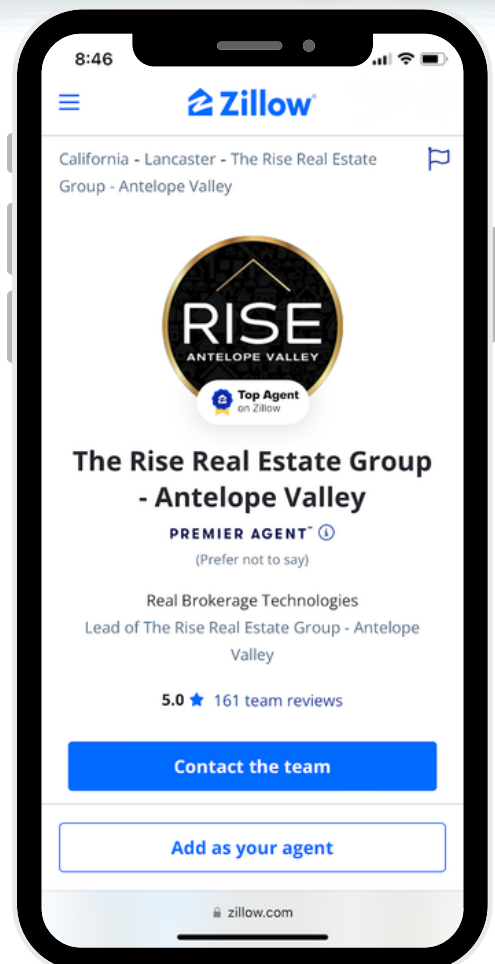 8:46
Zillow
California - Lancaster - The Rise Real Estate
Group - Antelope Valley
RISE
ANTELOPE VALLEY
Top Agent
on Zillow
The Rise Real Estate Group
- Antelope Valley
PREMIER AGENT™
(Prefer not to say)
Real Brokerage Technologies
Lead of The Rise Real Estate Group - Antelope
Valley
5.0 ★ 161 team reviews
Contact the team
Add as your agent
zillow.com